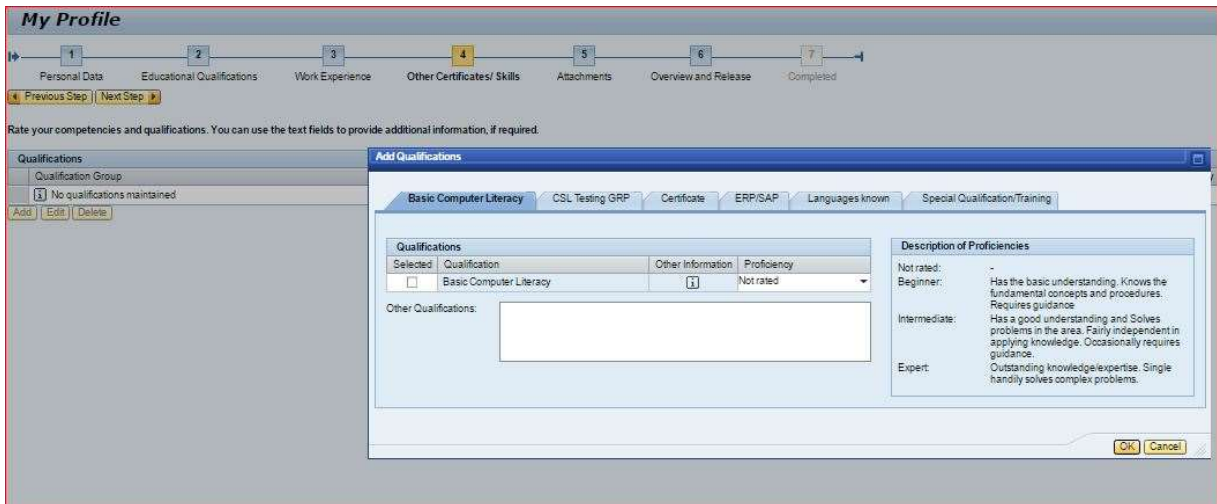 My Profile
1 2 3 4 5 6 7
Personal Data Educational Qualifications Work Experience Other Certificates/ Skills Attachments Overview and Release Completed
Previous Step Next Step
Rate your competencies and qualifications. You can use the text fields to provide additional information, if required.
Qualifications
Qualification Group
No qualifications maintained
Add Edit Delete
Add Qualifications
Basic Computer Literacy CSL Testing GRP Certificate ERP/SAP Languages known Special Qualification/Training
Qualifications
Selected Qualification Other Information Proficiency
Basic Computer Literacy Not rated
Other Qualifications:
Description of Proficiencies
Not rated: -
Beginner: Has the basic understanding. Knows the
fundamental concepts and procedures.
Requires guidance
Intermediate: Has a good understanding and Solves
problems in the area. Fairly independent in
applying knowledge. Occasionally requires
guidance.
Expert: Outstanding knowledge/expertise. Single
handily solves complex problems.
OK Cancel